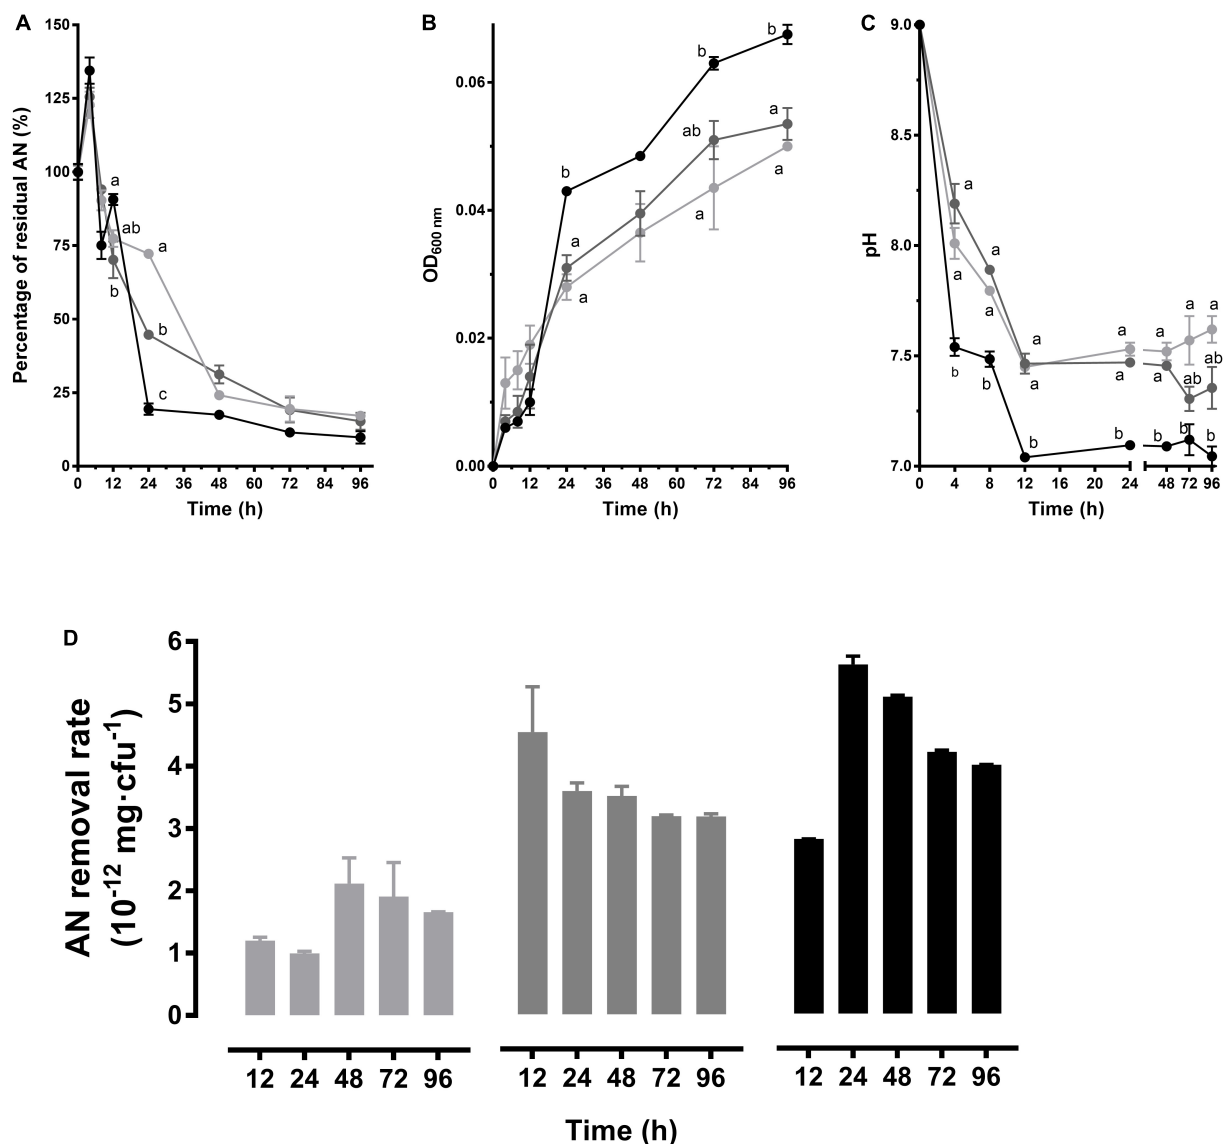 A
150
125
100
75
50
25
0
Percentage of residual AN (%)
a
ab
a
b
b
c
0 12 24 36 48 60 72 84 96
Time (h)
B
0.06
0.04
0.02
0.00
OD600 nm
b
b
a
ab
b
a
a
a
a
0 12 24 36 48 60 72 84 96
Time (h)
C
9.0
8.5
8.0
7.5
7.0
pH
a
a
a
a
a a
a a a a
b b
a a a ab ab
b b b b b
0 4 8 12 16 20 24 48 72 96
Time (h)
D
6
5
4
3
2
1
0
AN removal rate
(10-12 mg·cfu-1)
12 24 48 72 96 12 24 48 72 96 12 24 48 72 96
Time (h)